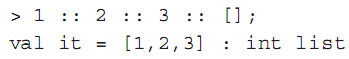 > 1 :: 2 :: 3 :: [];
val it = [1,2,3] : int list